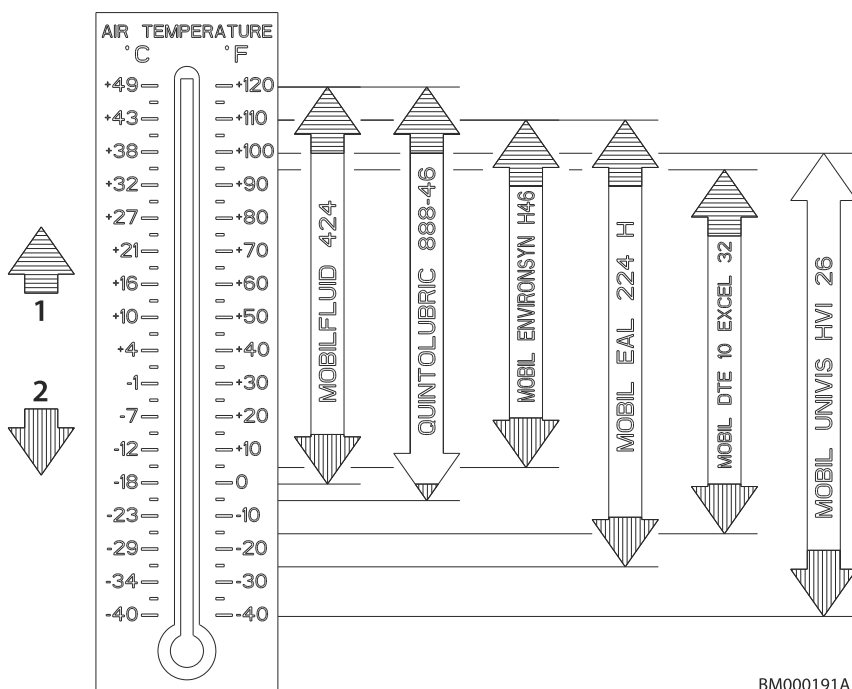 AIR TEMPERATURE
°C °F
+49 +120
+43 +110
+38 +100
+32 +90
+27 +80
+21 +70
+16 +60
+10 +50
+4 +40
-1 +30
-7 +20
-12 +10
-18 0
-23 -10
-29 -20
-34 -30
-40 -40
1
2
MOBILFLUID 424
QUINTOLUBRIC 888-46
MOBIL ENVIRONSYN H46
MOBIL EAL 224 H
MOBIL DTE 10 EXCEL 32
MOBIL UNIVIS HVI 26
BM000191A